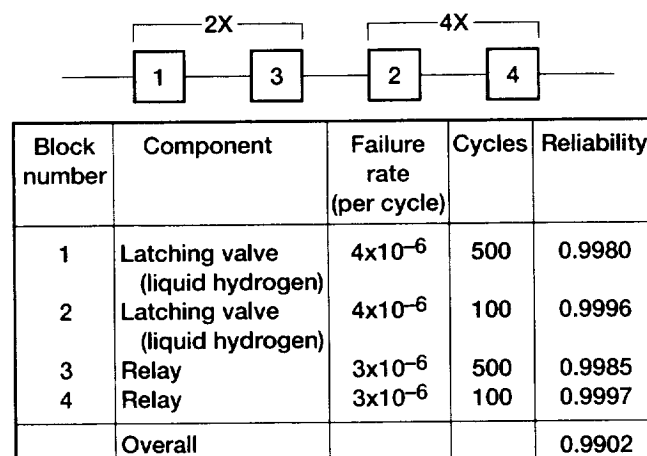 2X 4X
1 3 2 4
Block Component Failure Cycles Reliability
number rate
(per cycle)
1 Latching valve 4x10⁻⁶ 500 0.9980
(liquid hydrogen)
2 Latching valve 4x10⁻⁶ 100 0.9996
(liquid hydrogen)
3 Relay 3x10⁻⁶ 500 0.9985
4 Relay 3x10⁻⁶ 100 0.9997
Overall 0.9902